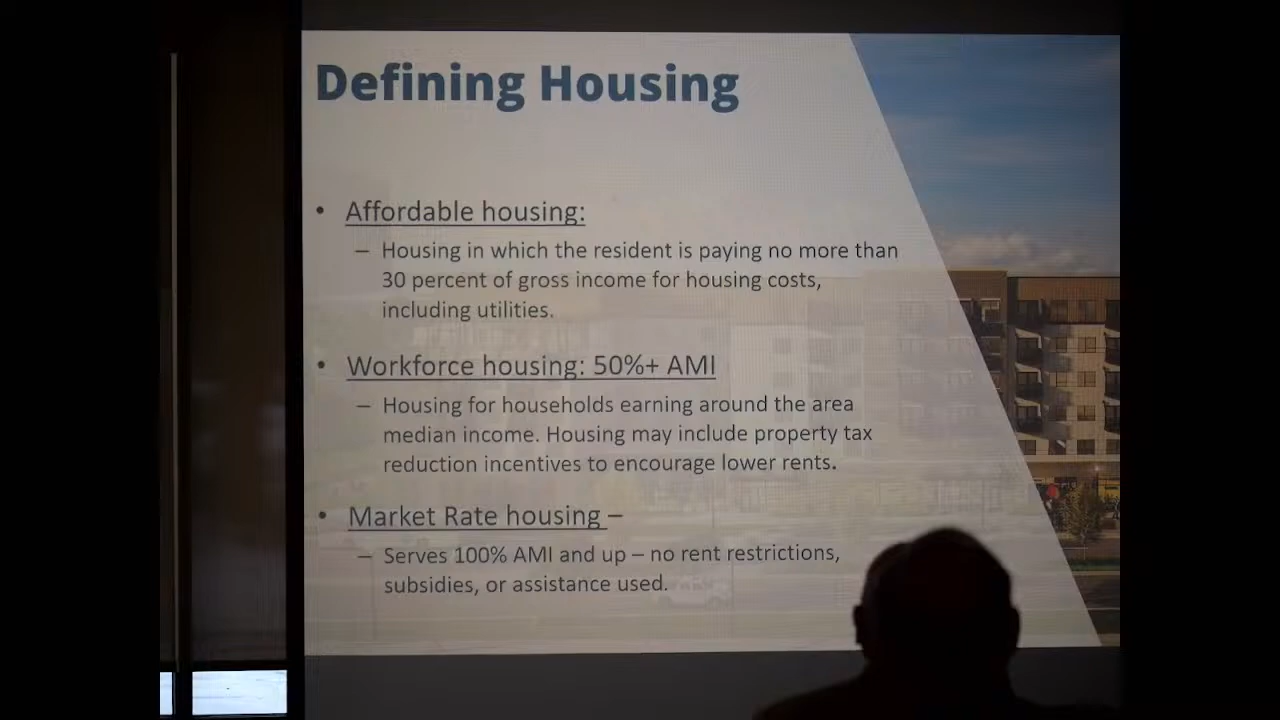 Defining Housing
• Affordable housing:
– Housing in which the resident is paying no more than
30 percent of gross income for housing costs,
including utilities.
• Workforce housing: 50%+ AMI
– Housing for households earning around the area
median income. Housing may include property tax
reduction incentives to encourage lower rents.
• Market Rate housing –
– Serves 100% AMI and up – no rent restrictions,
subsidies, or assistance used.